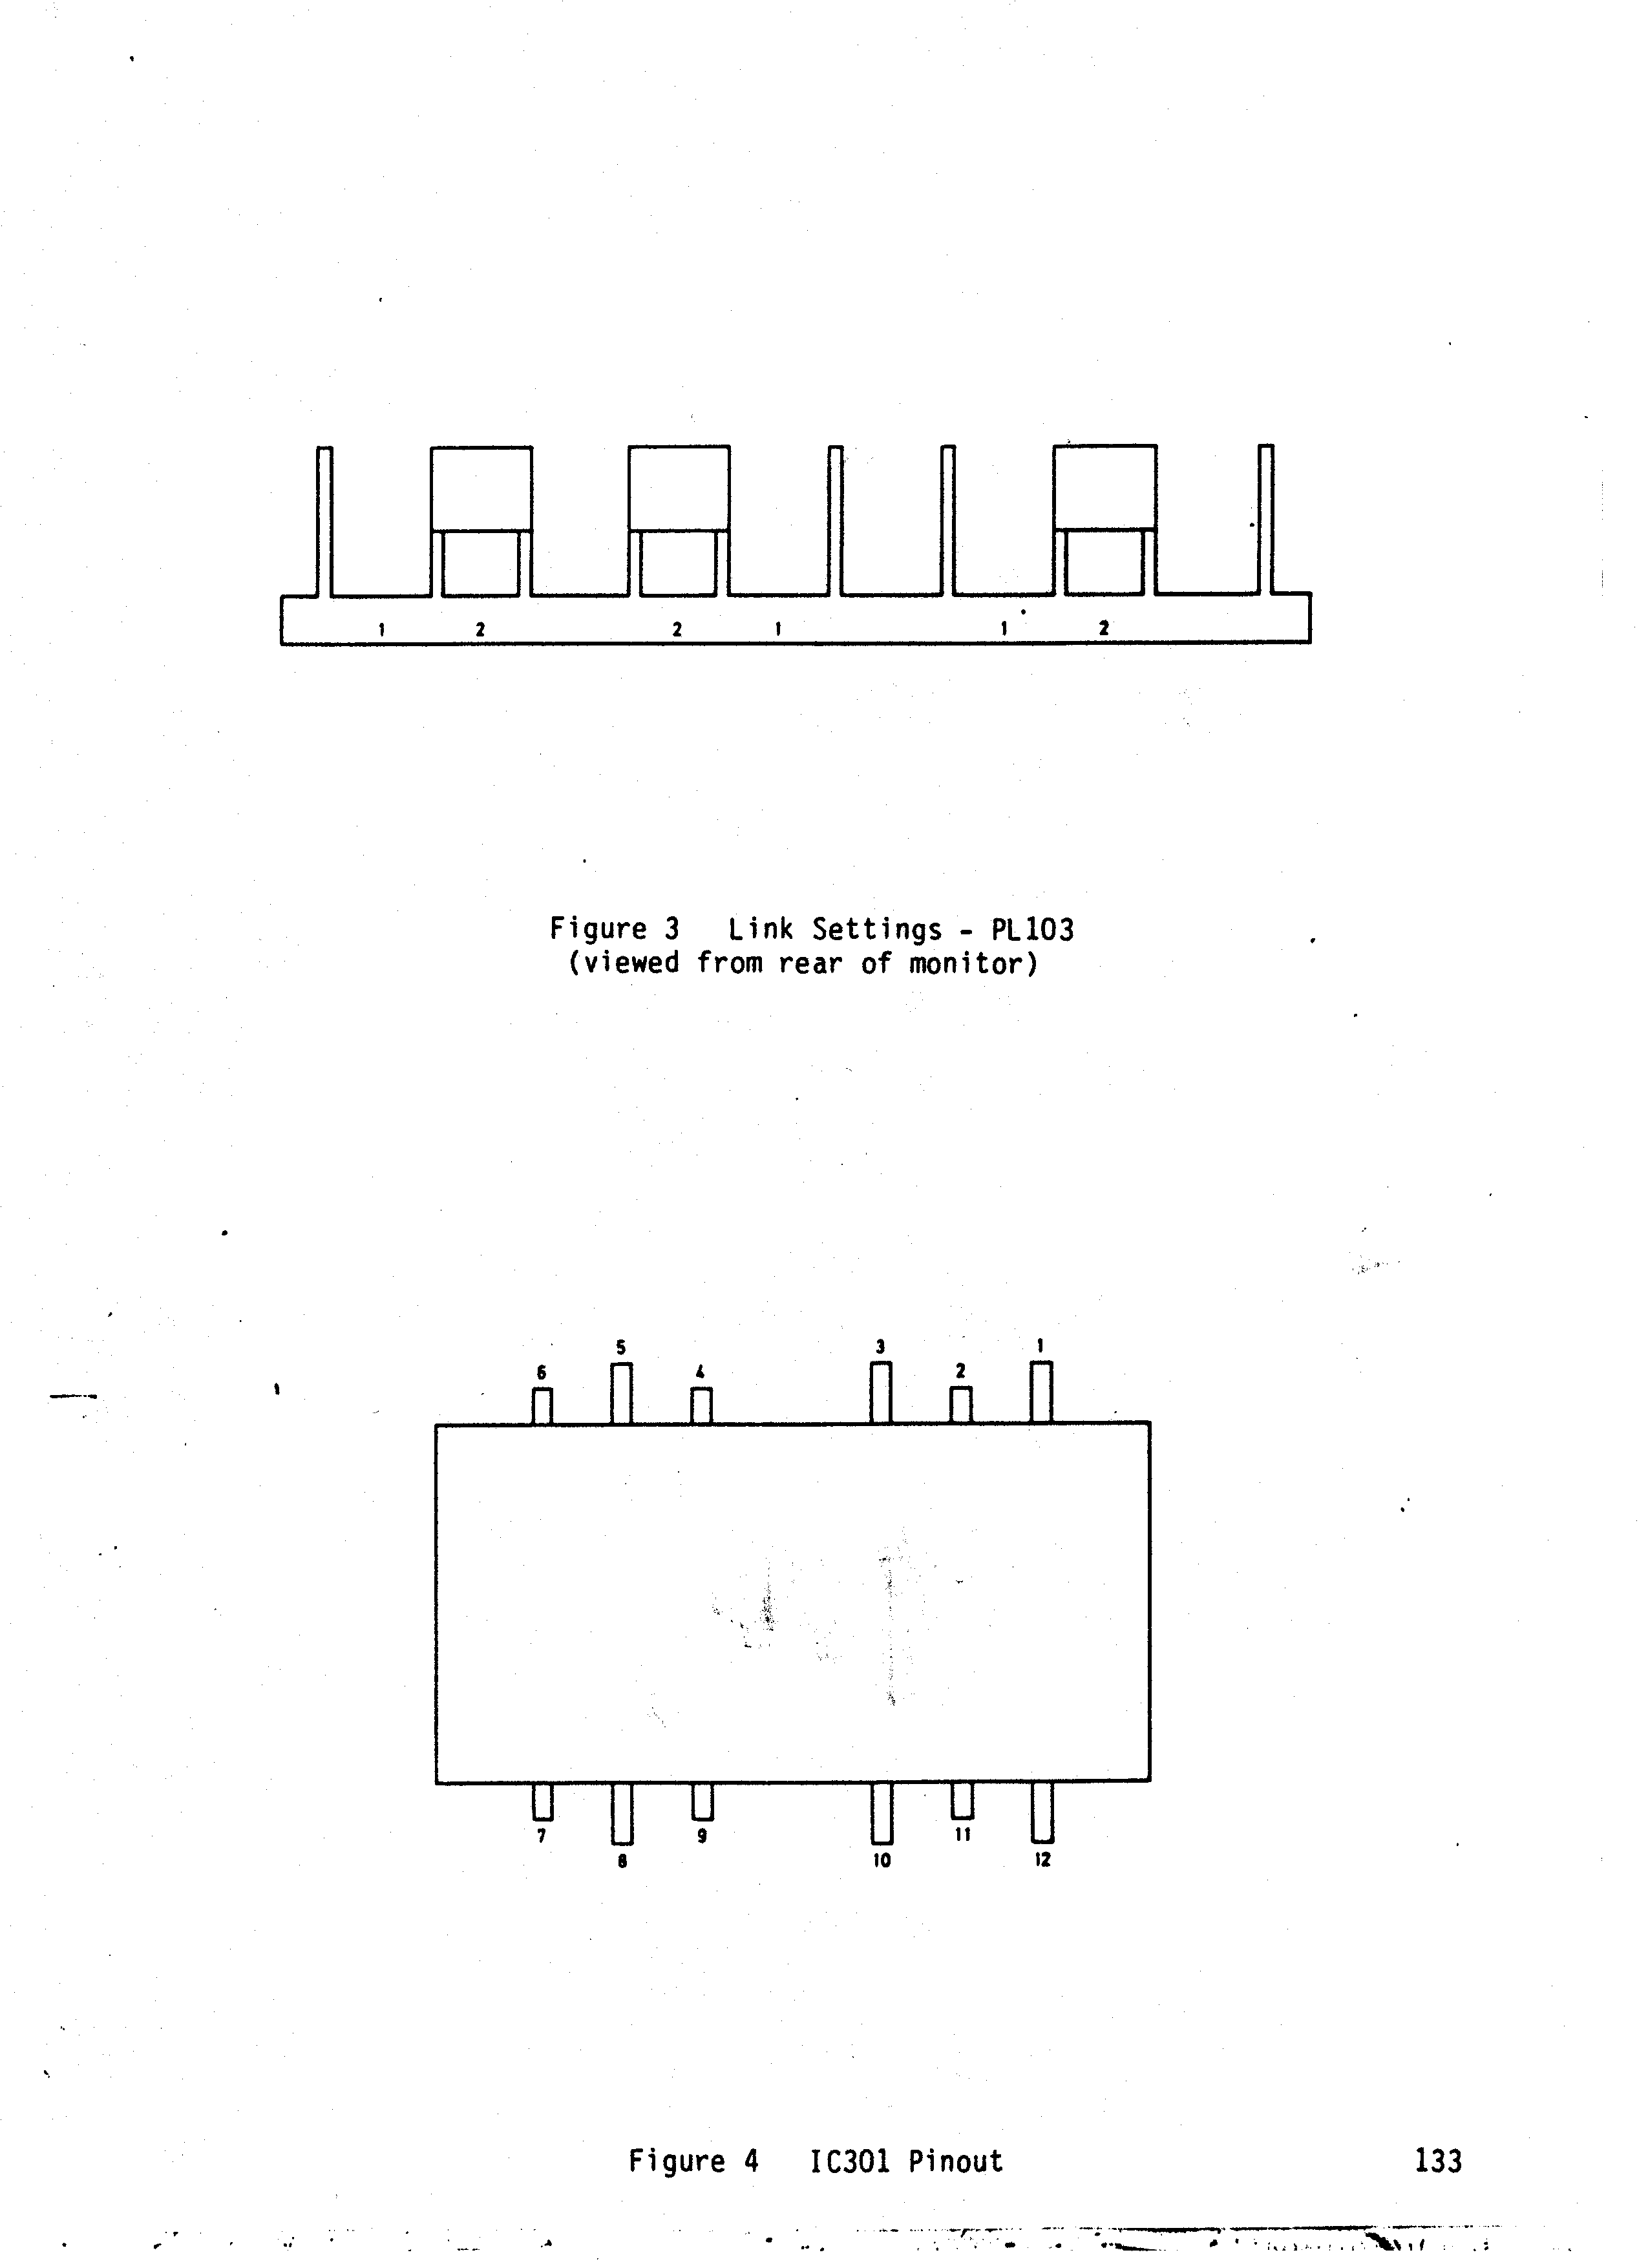 1 2 2 1 1 2
Figure 3 Link Settings - PL103
(viewed from rear of monitor)
6 5 4 3 2 1
7 8 9 10 11 12
Figure 4 IC301 Pinout 133